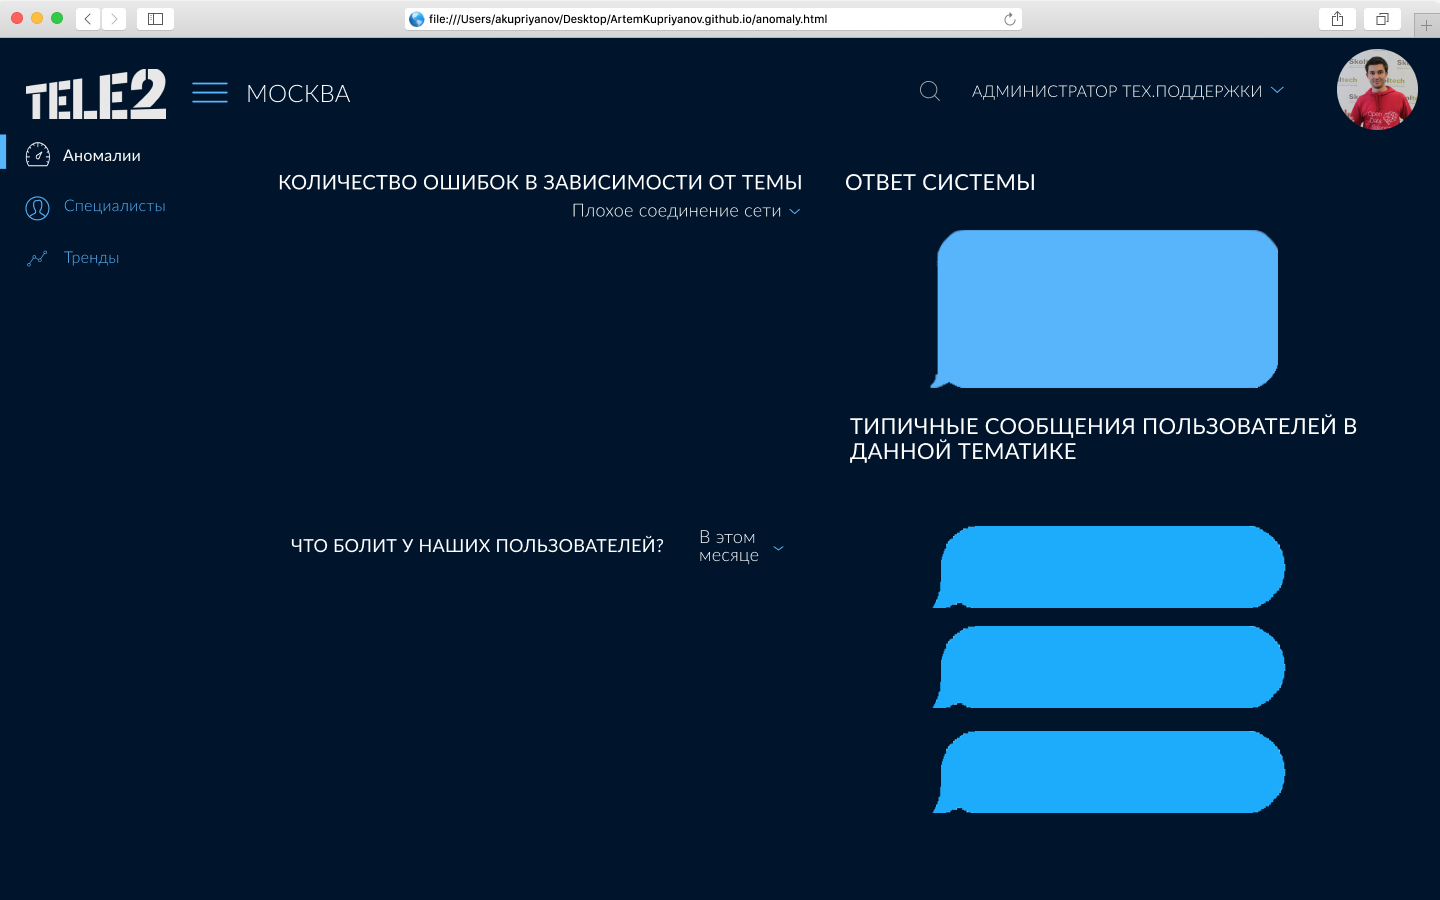 file:///Users/akupriyanov/Desktop/ArtemKupriyanov.github.io/anomaly.html
TELE2
МОСКВА
АДМИНИСТРАТОР ТЕХ.ПОДДЕРЖКИ
Аномалии
Специалисты
Тренды
КОЛИЧЕСТВО ОШИБОК В ЗАВИСИМОСТИ ОТ ТЕМЫ
Плохое соединение сети
ОТВЕТ СИСТЕМЫ
ТИПИЧНЫЕ СООБЩЕНИЯ ПОЛЬЗОВАТЕЛЕЙ В
ДАННОЙ ТЕМАТИКЕ
ЧТО БОЛИТ У НАШИХ ПОЛЬЗОВАТЕЛЕЙ?
В этом
месяце